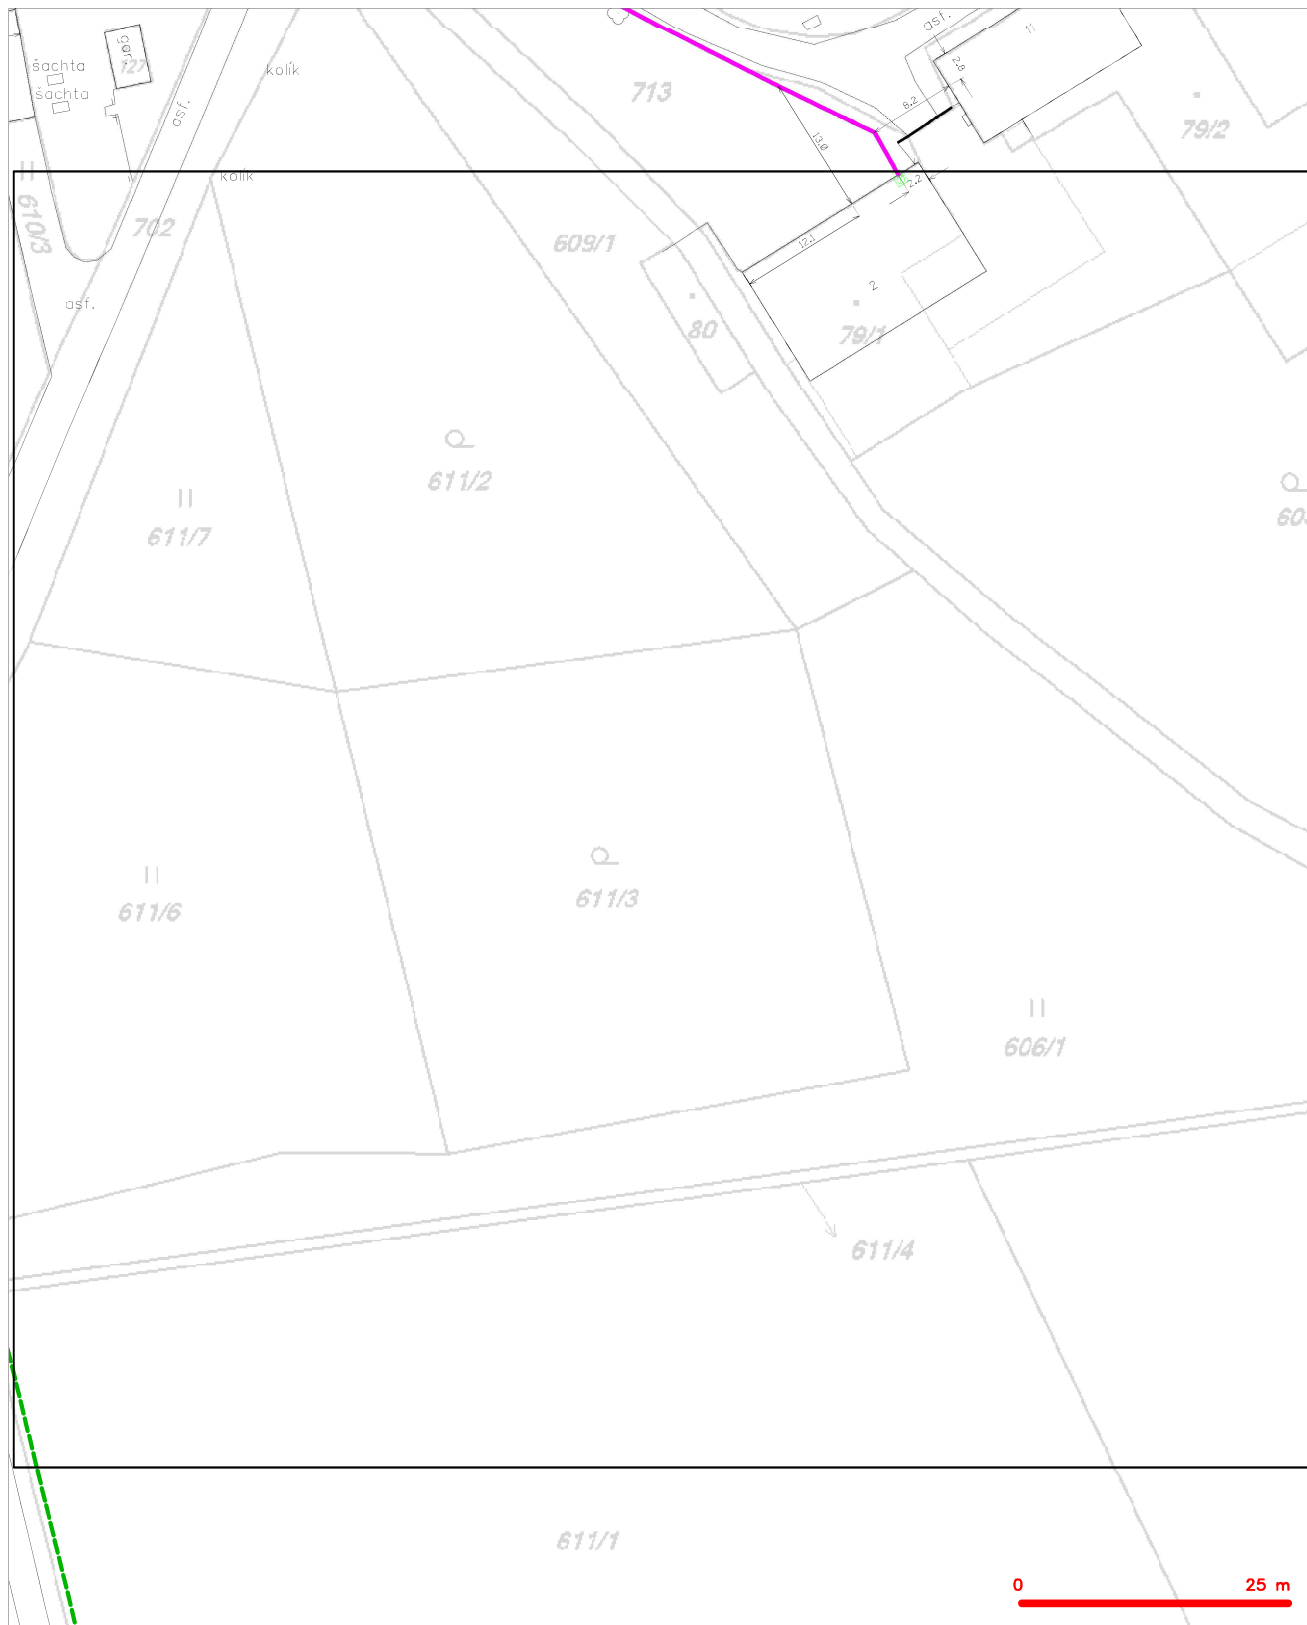 asf.
11
gar.
šachta
127
kolík
2.8
713
šachta
8.2
asf.
79/2
13.0
kolík
2.2
610/3
702
609/1
12.1
2
asf.
80
79/1
611/2
611/7
611/3
611/6
606/1
611/4
611/1
0
25 m